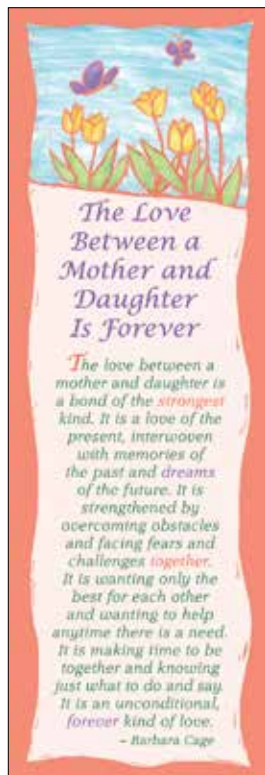 The Love
Between a
Mother and
Daughter
Is Forever
The love between a
mother and daughter is
a bond of the strongest
kind. It is a love of the
present, interwoven
with memories of
the past and dreams
of the future. It is
strengthened by
overcoming obstacles
and facing fears and
challenges together.
It is wanting only the
best for each other
and wanting to help
anytime there is a need.
It is making time to be
together and knowing
just what to do and say.
It is an unconditional,
forever kind of love.
– Barbara Cage